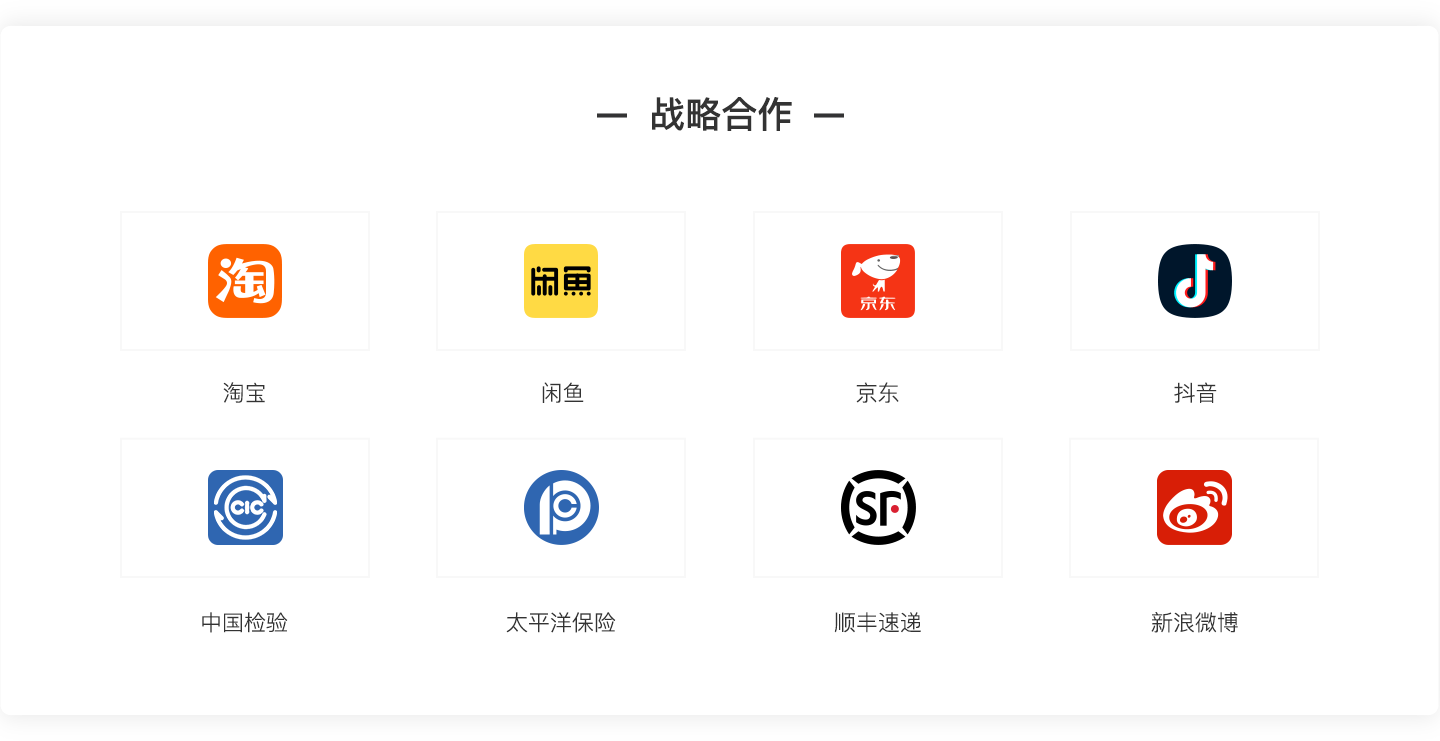 — 战略合作 —
淘
闲鱼
京东
淘宝
闲鱼
京东
抖音
CIC
SF
中国检验
太平洋保险
顺丰速递
新浪微博